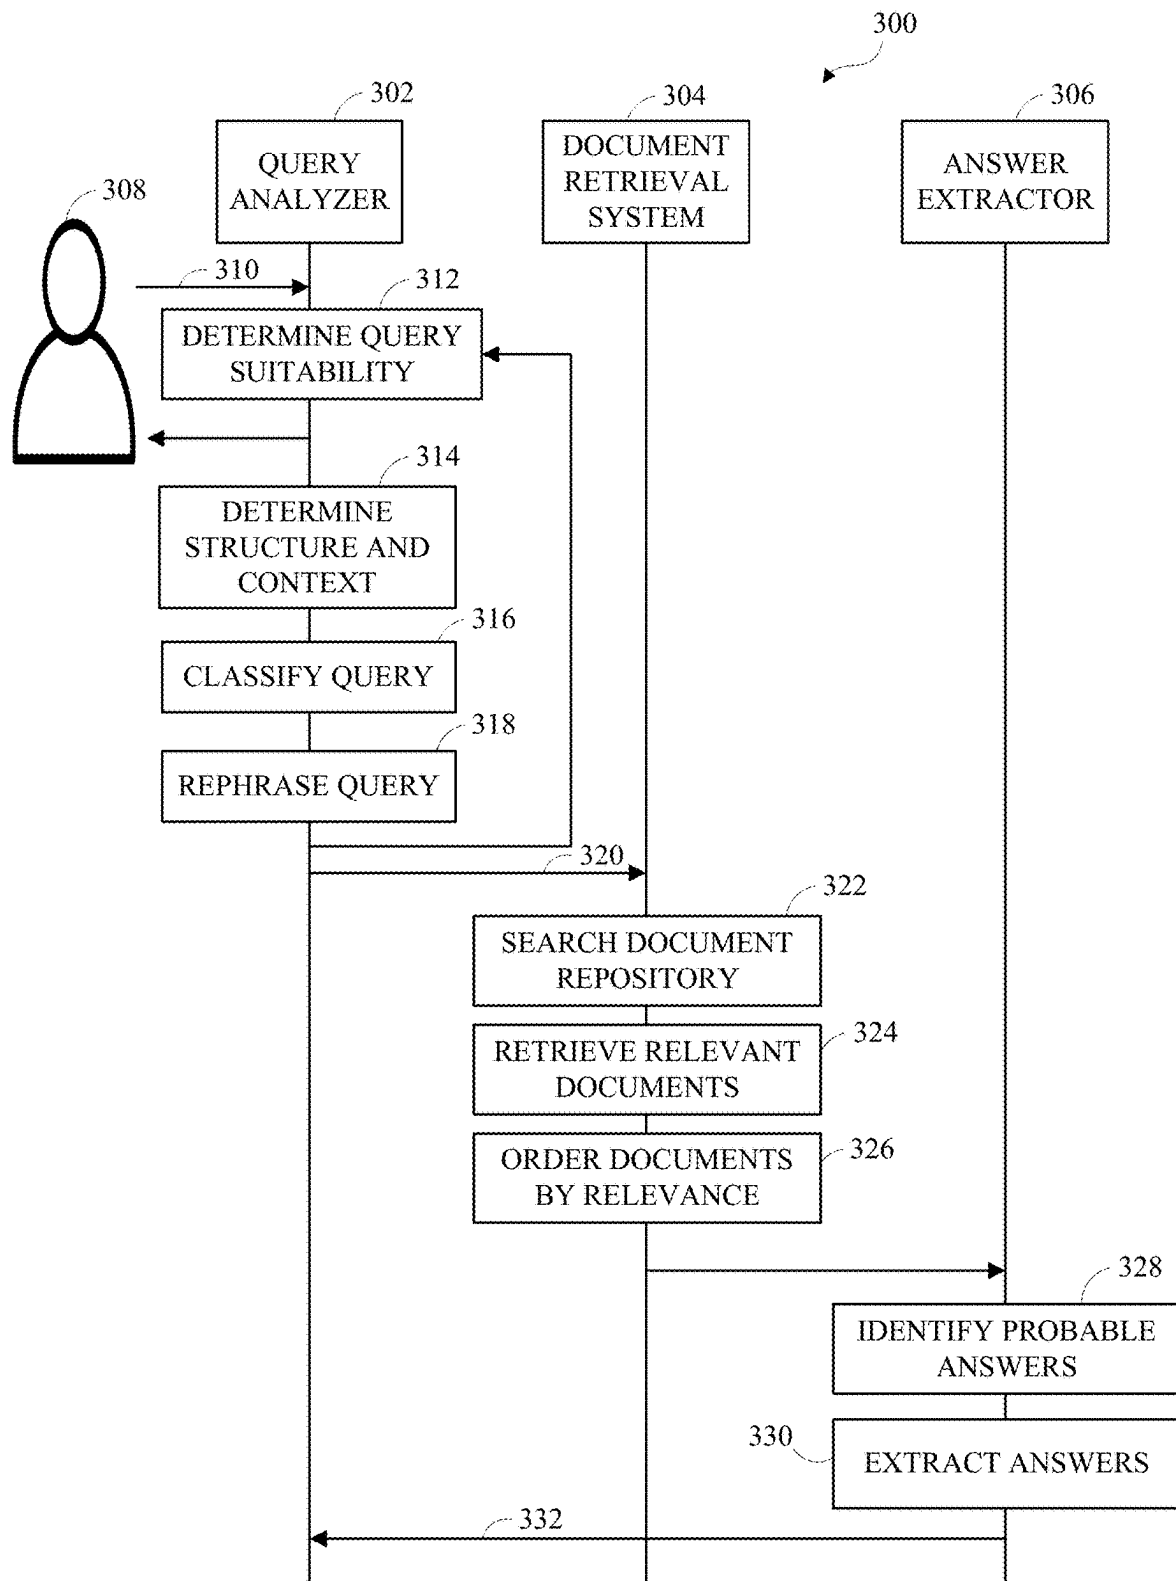 300
302
304
306
QUERY
ANALYZER
DOCUMENT
RETRIEVAL
SYSTEM
ANSWER
EXTRACTOR
308
310
312
DETERMINE QUERY
SUITABILITY
314
DETERMINE
STRUCTURE AND
CONTEXT
316
CLASSIFY QUERY
318
REPHRASE QUERY
320
322
SEARCH DOCUMENT
REPOSITORY
324
RETRIEVE RELEVANT
DOCUMENTS
326
ORDER DOCUMENTS
BY RELEVANCE
328
IDENTIFY PROBABLE
ANSWERS
330
EXTRACT ANSWERS
332